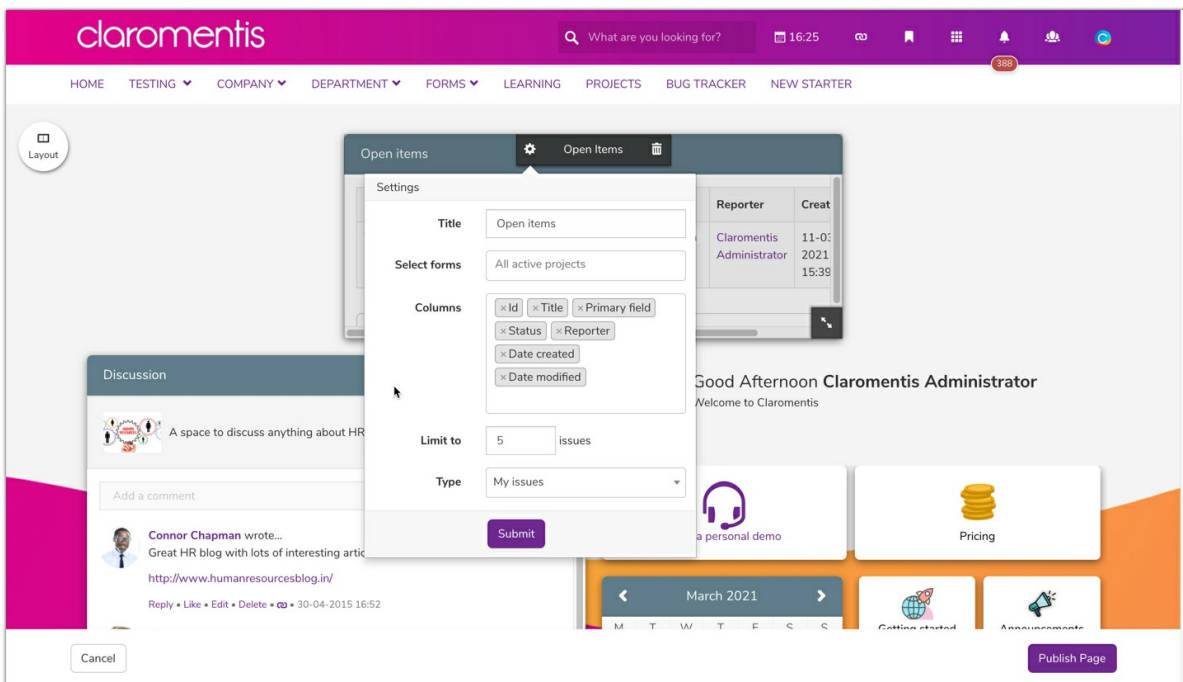 claromentis
What are you looking for?
16:25
388
HOME TESTING COMPANY DEPARTMENT FORMS LEARNING PROJECTS BUG TRACKER NEW STARTER
Layout
Open items
Open Items
Settings
Title Open items
Select forms All active projects
Columns
× Id × Title × Primary field
× Status × Reporter
× Date created
× Date modified
Limit to 5 issues
Type My issues
Submit
Reporter Creat
Claromentis
Administrator
11-03
2021
15:39
Discussion
A space to discuss anything about HR
Add a comment
Connor Chapman wrote...
Great HR blog with lots of interesting artic
http://www.humanresourcesblog.in/
Reply • Like • Edit • Delete • • 30-04-2015 16:52
Good Afternoon Claromentis Administrator
Welcome to Claromentis
a personal demo
Pricing
March 2021
M T W T F S S
Getting started
Announcements
Cancel
Publish Page